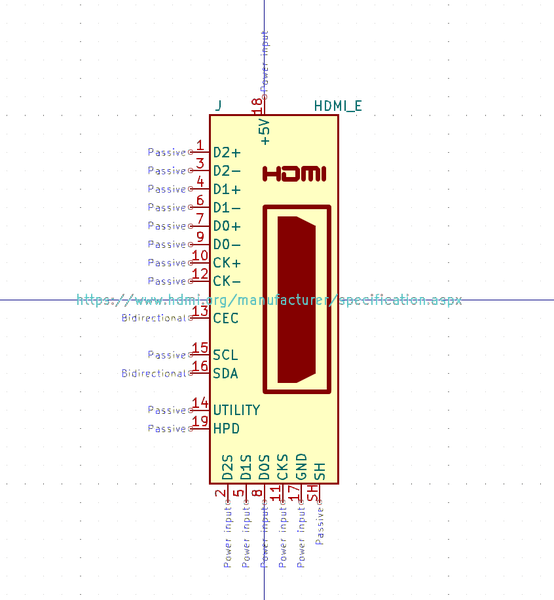 Power input
18
J HDMI_E
+5V
Passive 1 D2+
HDMI
Passive 3 D2-
Passive 4 D1+
Passive 6 D1-
Passive 7 D0+
Passive 9 D0-
Passive 10 CK+
Passive 12 CK-
https://www.hdmi.org/manufacturer/specification.aspx
Bidirectional 13 CEC
Passive 15 SCL
Bidirectional 16 SDA
Passive 14 UTILITY
Passive 19 HPD
D2S D1S D0S CKS GND SH
2 5 8 11 17 SH
Power input Power input Power input Power input Power input Passive